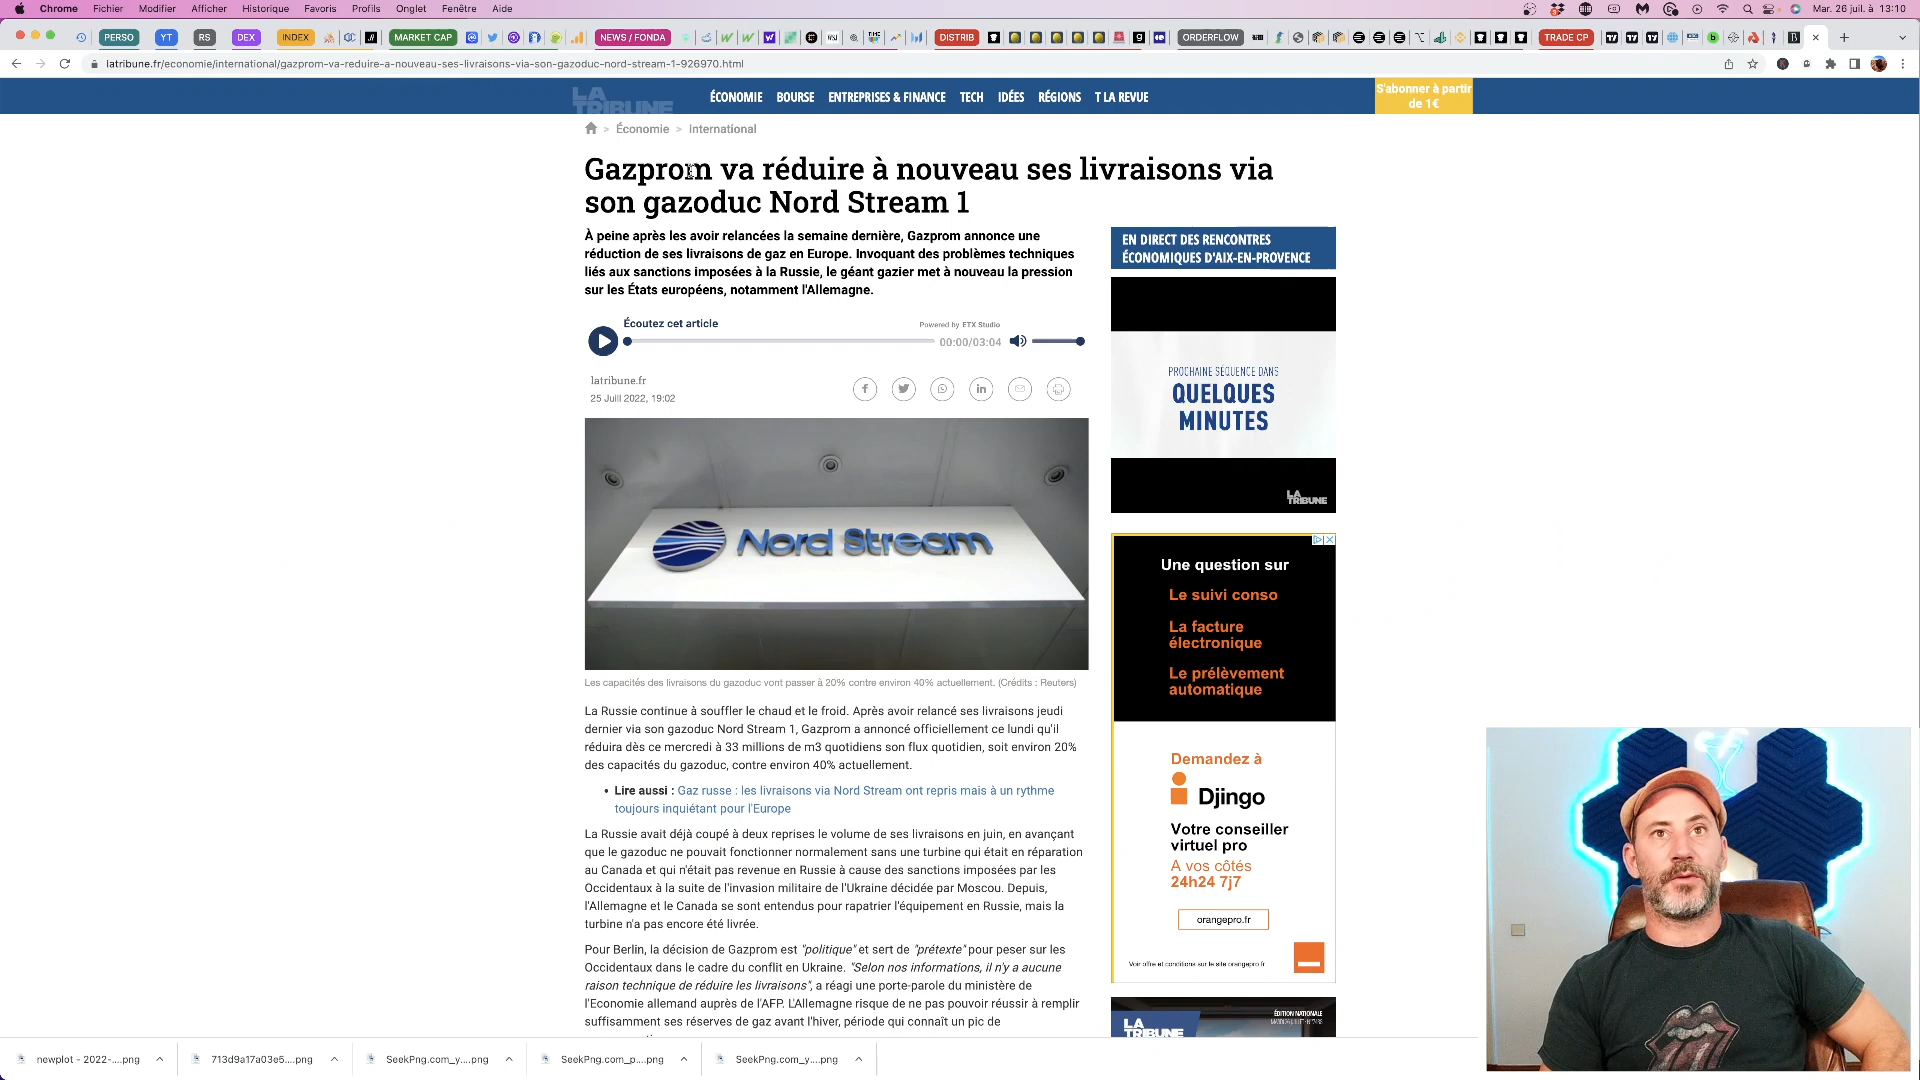 Chrome Fichier Modifier Afficher Historique Favoris Profils Onglet Fenêtre Aide Mar. 26 juil. à 13:10
PERSO YT RS DEX INDEX MARKET CAP NEWS / FONDA DISTRIB ORDERFLOW TRADE CP
latribune.fr/economie/international/gazprom-va-reduire-a-nouveau-ses-livraisons-via-son-gazoduc-nord-stream-1-926970.html
LA TRIBUNE
ÉCONOMIE BOURSE ENTREPRISES & FINANCE TECH IDÉES RÉGIONS T LA REVUE
S'abonner à partir
de 1€
> Économie > International
Gazprom va réduire à nouveau ses livraisons via
son gazoduc Nord Stream 1
À peine après les avoir relancées la semaine dernière, Gazprom annonce une
réduction de ses livraisons de gaz en Europe. Invoquant des problèmes techniques
liés aux sanctions imposées à la Russie, le géant gazier met à nouveau la pression
sur les États européens, notamment l'Allemagne.
Écoutez cet article
Powered by ETX Studio
00:00/03:04
latribune.fr
25 Juill 2022, 19:02
Nord Stream
Les capacités des livraisons du gazoduc vont passer à 20% contre environ 40% actuellement. (Crédits : Reuters)
La Russie continue à souffler le chaud et le froid. Après avoir relancé ses livraisons jeudi
dernier via son gazoduc Nord Stream 1, Gazprom a annoncé officiellement ce lundi qu'il
réduira dès ce mercredi à 33 millions de m3 quotidiens son flux quotidien, soit environ 20%
des capacités du gazoduc, contre environ 40% actuellement.
• Lire aussi : Gaz russe : les livraisons via Nord Stream ont repris mais à un rythme
toujours inquiétant pour l'Europe
La Russie avait déjà coupé à deux reprises le volume de ses livraisons en juin, en avançant
que le gazoduc ne pouvait fonctionner normalement sans une turbine qui était en réparation
au Canada et qui n'était pas revenue en Russie à cause des sanctions imposées par les
Occidentaux à la suite de l'invasion militaire de l'Ukraine décidée par Moscou. Depuis,
l'Allemagne et le Canada se sont entendus pour rapatrier l'équipement en Russie, mais la
turbine n'a pas encore été livrée.
Pour Berlin, la décision de Gazprom est "politique" et sert de "prétexte" pour peser sur les
Occidentaux dans le cadre du conflit en Ukraine. "Selon nos informations, il n'y a aucune
raison technique de réduire les livraisons", a réagi une porte-parole du ministère de
l'Economie allemand auprès de l'AFP. L'Allemagne risque de ne pas pouvoir réussir à remplir
suffisamment ses réserves de gaz avant l'hiver, période qui connaît un pic de
EN DIRECT DES RENCONTRES
ÉCONOMIQUES D'AIX-EN-PROVENCE
PROCHAINE SÉQUENCE DANS
QUELQUES
MINUTES
LA TRIBUNE
Une question sur
Le suivi conso
La facture
électronique
Le prélèvement
automatique
Demandez à
Djingo
Votre conseiller
virtuel pro
A vos côtés
24h24 7j7
orangepro.fr
Voir offre et conditions sur le site orangepro.fr
ÉDITION NATIONALE
LA
TRIBUNE
newplot - 2022-....png
713d9a17a03e5....png
SeekPng.com_y....png
SeekPng.com_p....png
SeekPng.com_y....png